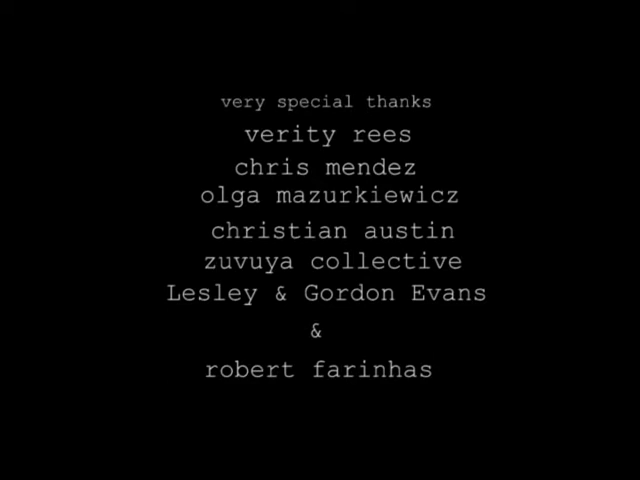 very special thanks
verity rees
chris mendez
olga mazurkiewicz
christian austin
zuvuya collective
Lesley & Gordon Evans
&
robert farinhas